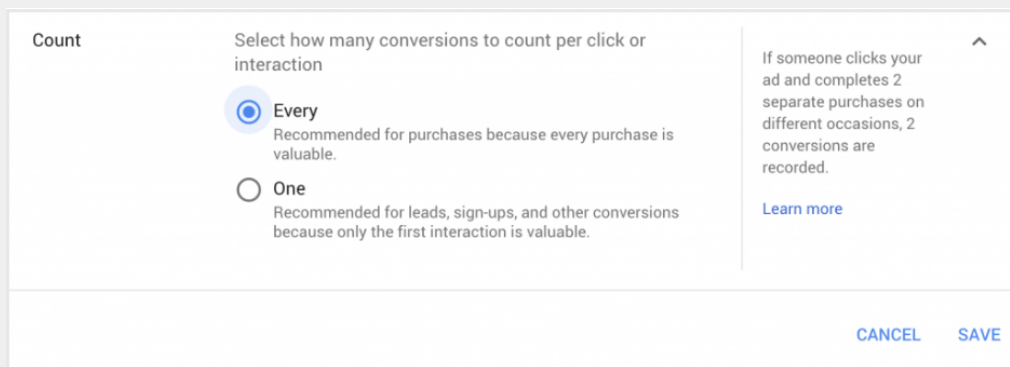 Count
Select how many conversions to count per click or
interaction
Every
Recommended for purchases because every purchase is
valuable.
One
Recommended for leads, sign-ups, and other conversions
because only the first interaction is valuable.
If someone clicks your
ad and completes 2
separate purchases on
different occasions, 2
conversions are
recorded.
Learn more
CANCEL
SAVE